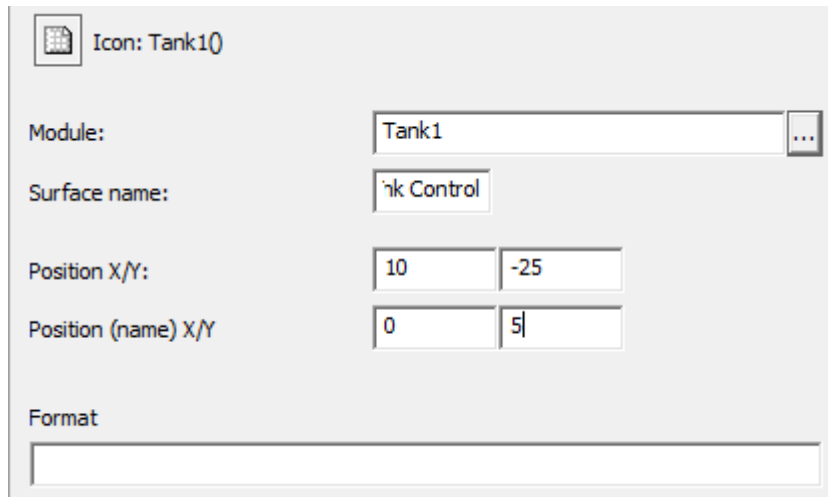 Icon: Tank1()
Module: Tank1 ...
Surface name: nk Control
Position X/Y: 10 -25
Position (name) X/Y 0 5
Format